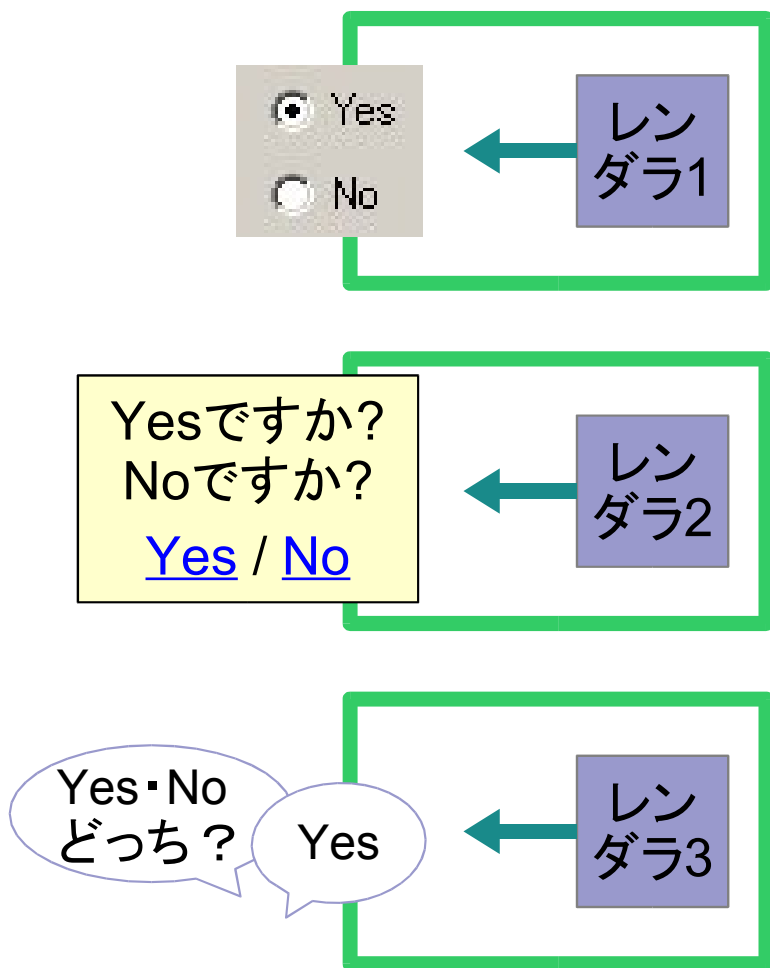 Yes
No
レン
ダラ1
Yesですか?
Noですか?
Yes / No
レン
ダラ2
Yes・No
どっち？
Yes
レン
ダラ3